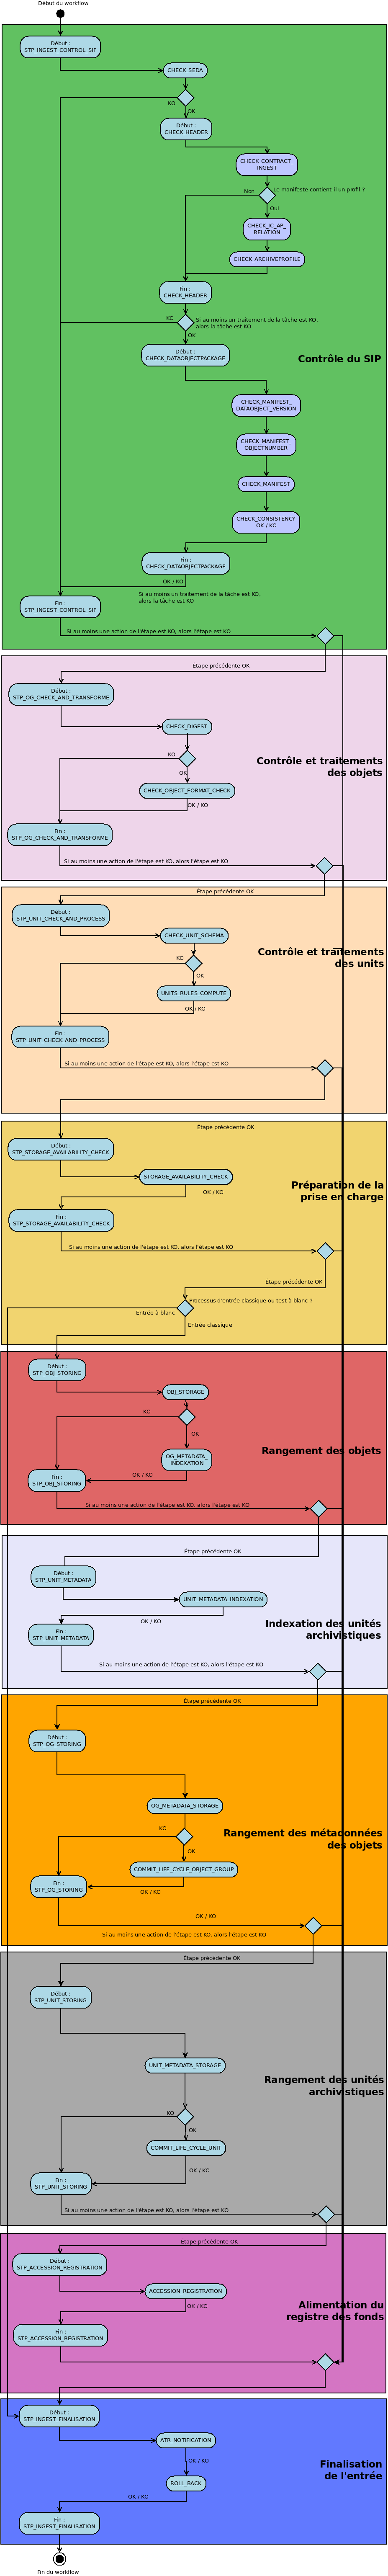 Début du workflow
Début :
STP_INGEST_CONTROL_SIP
CHECK_SEDA
KO
OK
Début :
CHECK_HEADER
CHECK_CONTRACT_
INGEST
Non
Le manifeste contient-il un profil ?
Oui
CHECK_IC_AP_
RELATION
CHECK_ARCHIVEPROFILE
Fin :
CHECK_HEADER
KO
Si au moins un traitement de la tâche est KO,
alors la tâche est KO
OK
Début :
CHECK_DATAOBJECTPACKAGE
Contrôle du SIP
CHECK_MANIFEST_
DATAOBJECT_VERSION
CHECK_MANIFEST_
OBJECTNUMBER
CHECK_MANIFEST
CHECK_CONSISTENCY
OK / KO
Fin :
CHECK_DATAOBJECTPACKAGE
OK / KO
Si au moins un traitement de la tâche est KO,
alors la tâche est KO
Fin :
STP_INGEST_CONTROL_SIP
Si au moins une action de l'étape est KO, alors l'étape est KO
Étape précédente OK
Début :
STP_OG_CHECK_AND_TRANSFORME
CHECK_DIGEST
KO
Contrôle et traitements
des objets
OK
CHECK_OBJECT_FORMAT_CHECK
OK / KO
Fin :
STP_OG_CHECK_AND_TRANSFORME
Si au moins une action de l'étape est KO, alors l'étape est KO
Étape précédente OK
Début :
STP_UNIT_CHECK_AND_PROCESS
CHECK_UNIT_SCHEMA
KO
Contrôle et traîtements
des units
OK
UNITS_RULES_COMPUTE
OK / KO
Fin :
STP_UNIT_CHECK_AND_PROCESS
Si au moins une action de l'étape est KO, alors l'étape est KO
Étape précédente OK
Début :
STP_STORAGE_AVAILABILITY_CHECK
STORAGE_AVAILABILITY_CHECK
Préparation de la
prise en charge
OK / KO
Fin :
STP_STORAGE_AVAILABILITY_CHECK
Si au moins une action de l'étape est KO, alors l'étape est KO
Étape précédente OK
Processus d'entrée classique ou test à blanc ?
Entrée à blanc
Entrée classique
Début :
STP_OBJ_STORING
OBJ_STORAGE
KO
OK
Rangement des objets
OG_METADATA_
INDEXATION
OK / KO
Fin :
STP_OBJ_STORING
Si au moins une action de l'étape est KO, alors l'étape est KO
Étape précédente OK
Début :
STP_UNIT_METADATA
UNIT_METADATA_INDEXATION
OK / KO
Indexation des unités
archivistiques
Fin :
STP_UNIT_METADATA
Si au moins une action de l'étape est KO, alors l'étape est KO
Étape précédente OK
Début :
STP_OG_STORING
OG_METADATA_STORAGE
KO
Rangement des métadonnées
des objets
OK
COMMIT_LIFE_CYCLE_OBJECT_GROUP
OK / KO
Fin :
STP_OG_STORING
OK / KO
Si au moins une action de l'étape est KO, alors l'étape est KO
Étape précédente OK
Début :
STP_UNIT_STORING
UNIT_METADATA_STORAGE
Rangement des unités
archivistiques
KO
OK
COMMIT_LIFE_CYCLE_UNIT
OK / KO
Fin :
STP_UNIT_STORING
Si au moins une action de l'étape est KO, alors l'étape est KO
Étape précédente OK
Début :
STP_ACCESSION_REGISTRATION
ACCESSION_REGISTRATION
OK / KO
Alimentation du
registre des fonds
Fin :
STP_ACCESSION_REGISTRATION
Début :
STP_INGEST_FINALISATION
ATR_NOTIFICATION
OK / KO
Finalisation
de l'entrée
ROLL_BACK
OK / KO
Fin :
STP_INGEST_FINALISATION
Fin du workflow